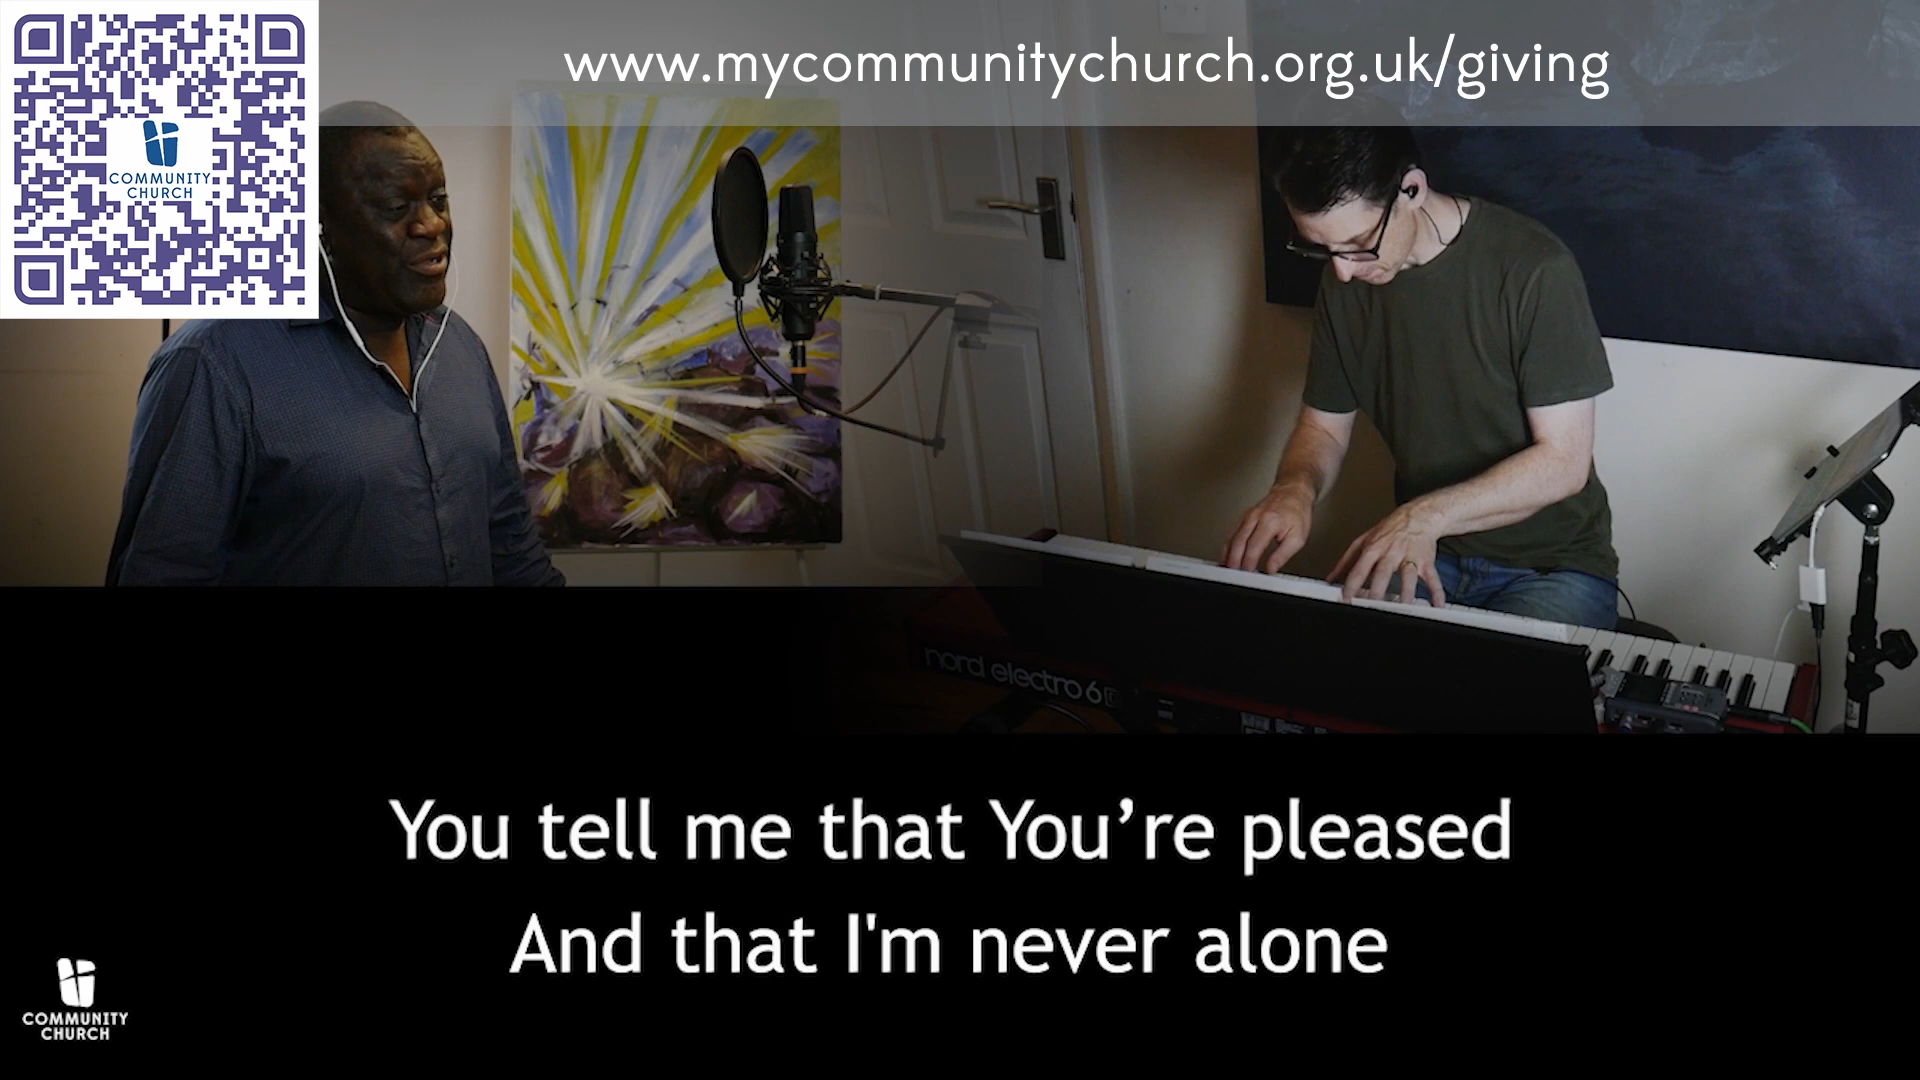 www.mycommunitychurch.org.uk/giving
COMMUNITY
CHURCH
nord electro 6D
You tell me that You’re pleased
And that I'm never alone
COMMUNITY
CHURCH